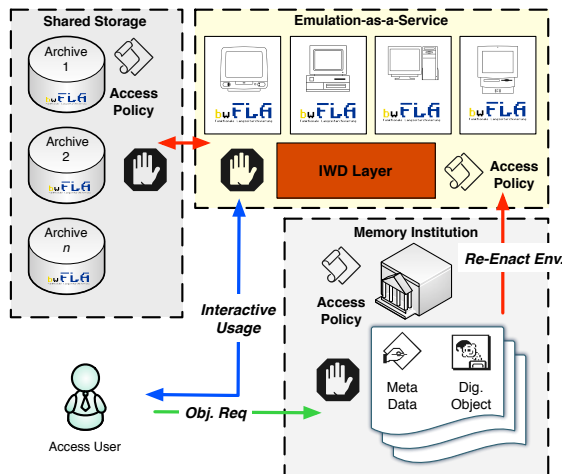 Shared Storage
Archive
1
Access
Policy
bwFLA
Archive
2
bwFLA
Archive
n
bwFLA
Emulation-as-a-Service
bwFLA
bwFLA
bwFLA
bwFLA
IWD Layer
Access
Policy
Memory Institution
Re-Enact Env.
Access
Policy
Interactive
Usage
Meta
Data
Dig.
Object
Obj. Req
Access User